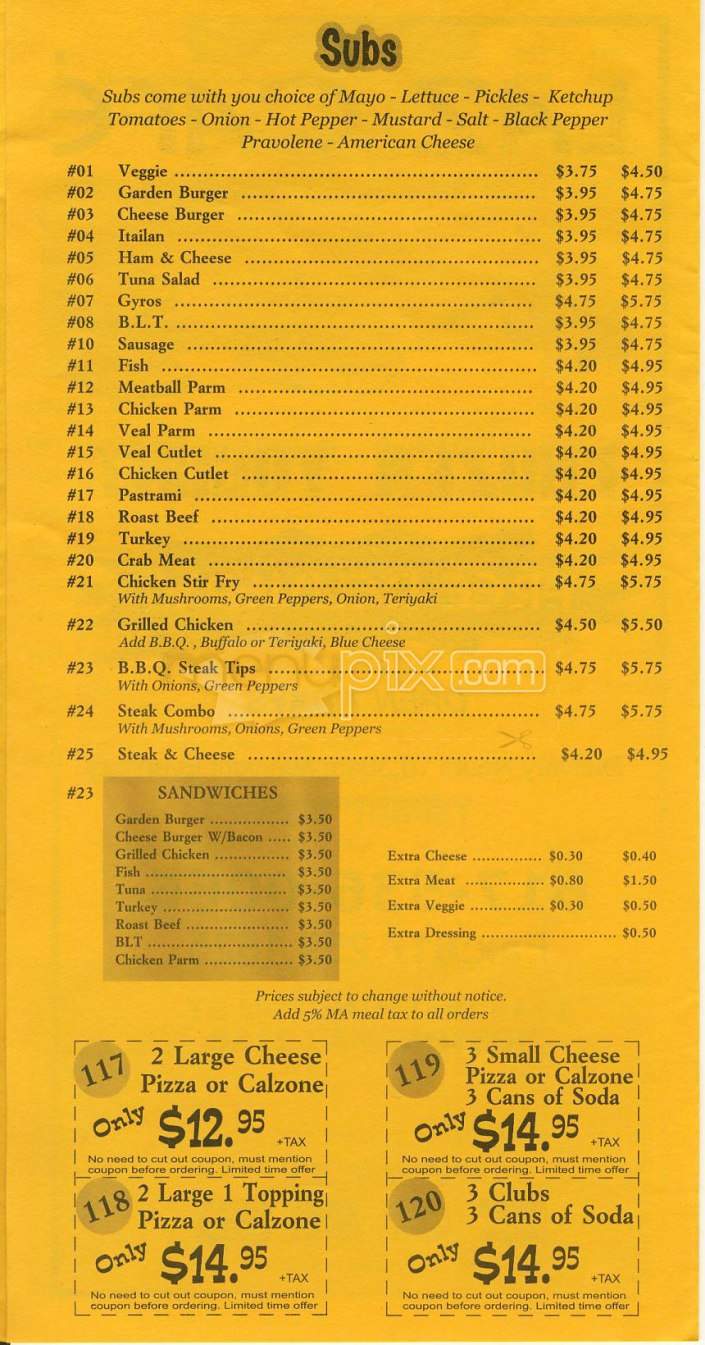 Subs
Subs come with you choice of Mayo - Lettuce - Pickles - Ketchup
Tomatoes - Onion - Hot Pepper - Mustard - Salt - Black Pepper
Pravolene - American Cheese
#01 Veggie $3.75 $4.50
#02 Garden Burger $3.95 $4.75
#03 Cheese Burger $3.95 $4.75
#04 Itailan $3.95 $4.75
#05 Ham & Cheese $3.95 $4.75
#06 Tuna Salad $3.95 $4.75
#07 Gyros $4.75 $5.75
#08 B.L.T. $3.95 $4.75
#10 Sausage $3.95 $4.75
#11 Fish $4.20 $4.95
#12 Meatball Parm $4.20 $4.95
#13 Chicken Parm $4.20 $4.95
#14 Veal Parm $4.20 $4.95
#15 Veal Cutlet $4.20 $4.95
#16 Chicken Cutlet $4.20 $4.95
#17 Pastrami $4.20 $4.95
#18 Roast Beef $4.20 $4.95
#19 Turkey $4.20 $4.95
#20 Crab Meat $4.20 $4.95
#21 Chicken Stir Fry $4.75 $5.75
With Mushrooms, Green Peppers, Onion, Teriyaki
#22 Grilled Chicken $4.50 $5.50
Add B.B.Q. , Buffalo or Teriyaki, Blue Cheese
#23 B.B.Q. Steak Tips $4.75 $5.75
With Onions, Green Peppers
#24 Steak Combo $4.75 $5.75
With Mushrooms, Onions, Green Peppers
#25 Steak & Cheese $4.20 $4.95
#23 SANDWICHES
Garden Burger $3.50
Cheese Burger W/Bacon $3.50
Grilled Chicken $3.50
Fish $3.50
Tuna $3.50
Turkey $3.50
Roast Beef $3.50
BLT $3.50
Chicken Parm $3.50
Extra Cheese $0.30 $0.40
Extra Meat $0.80 $1.50
Extra Veggie $0.30 $0.50
Extra Dressing $0.50
Prices subject to change without notice.
Add 5% MA meal tax to all orders
117 2 Large Cheese
Pizza or Calzone
Only $12.95 +TAX
No need to cut out coupon, must mention
coupon before ordering. Limited time offer
119 3 Small Cheese
Pizza or Calzone
3 Cans of Soda
Only $14.95 +TAX
No need to cut out coupon, must mention
coupon before ordering. Limited time offer
118 2 Large 1 Topping
Pizza or Calzone
Only $14.95 +TAX
No need to cut out coupon, must mention
coupon before ordering. Limited time offer
120 3 Clubs
3 Cans of Soda
Only $14.95 +TAX
No need to cut out coupon, must mention
coupon before ordering. Limited time offer
pix.com